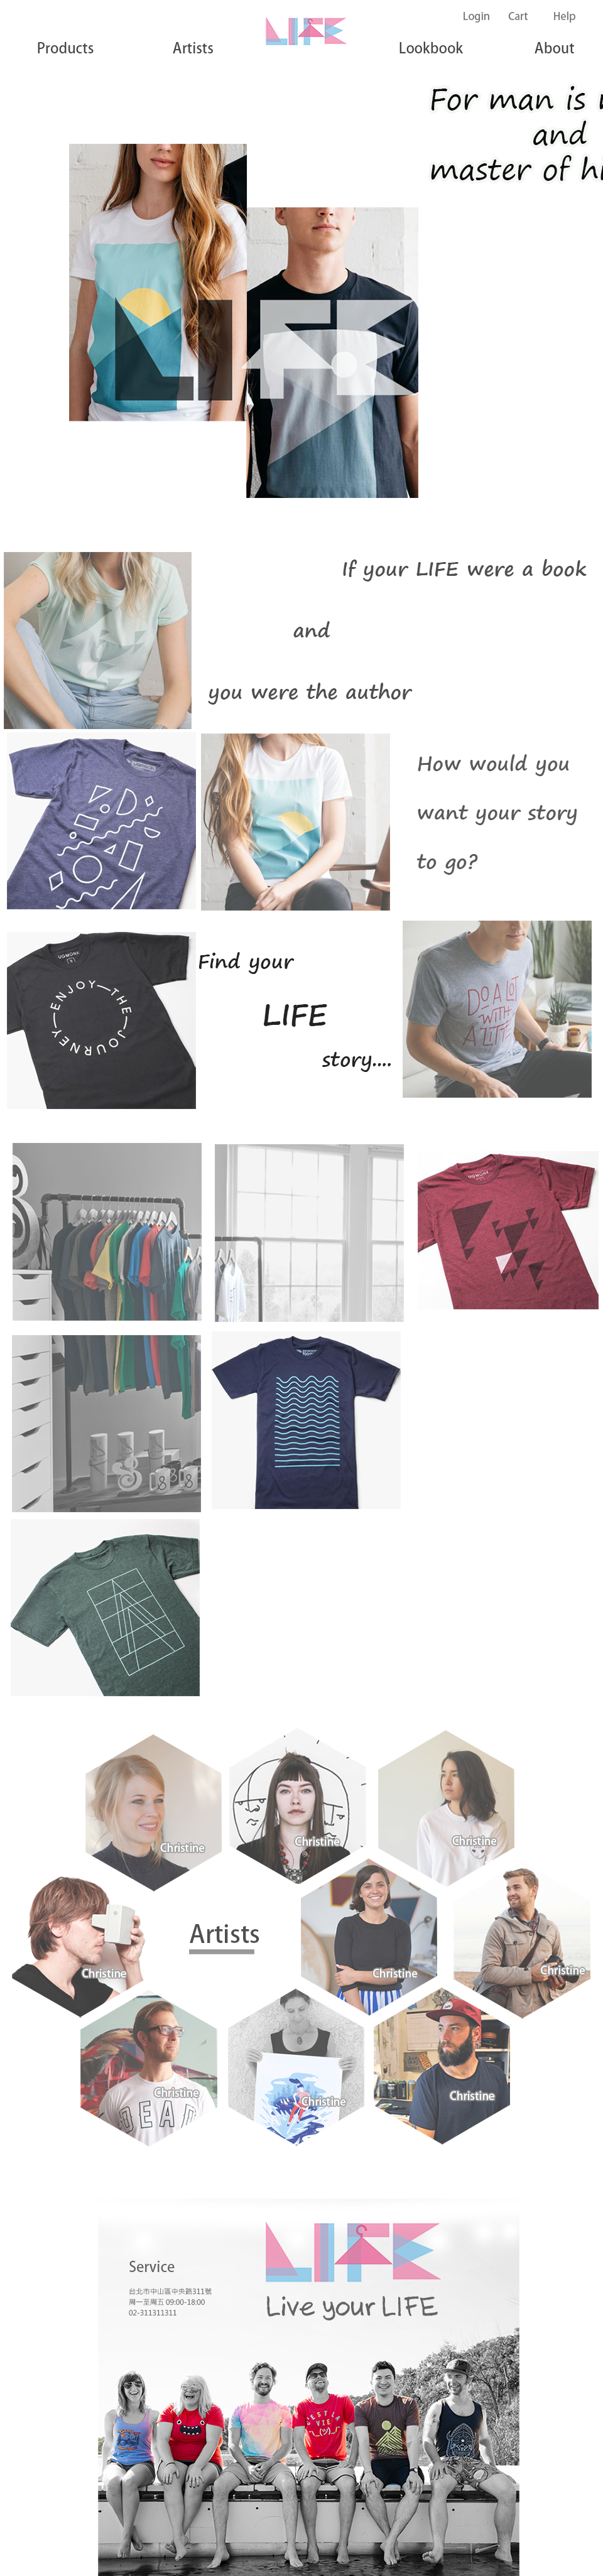 Login Cart Help
Products Artists LIFE Lookbook About
For man is
and
master of
LIFE
If your LIFE were a book
and
you were the author
How would you
want your story
to go?
Find your
LIFE
story....
UGMONK
ENJOY—THE—JOURNEY—
DO A LOT
WITH
A LITTLE
Christine
Christine
Christine
Artists
Christine
Christine
Christine
Christine
Christine
Christine
DEAD
LIFE
Live your LIFE
Service
台北市中山區中央路311號
周一至周五 09:00-18:00
02-311311311